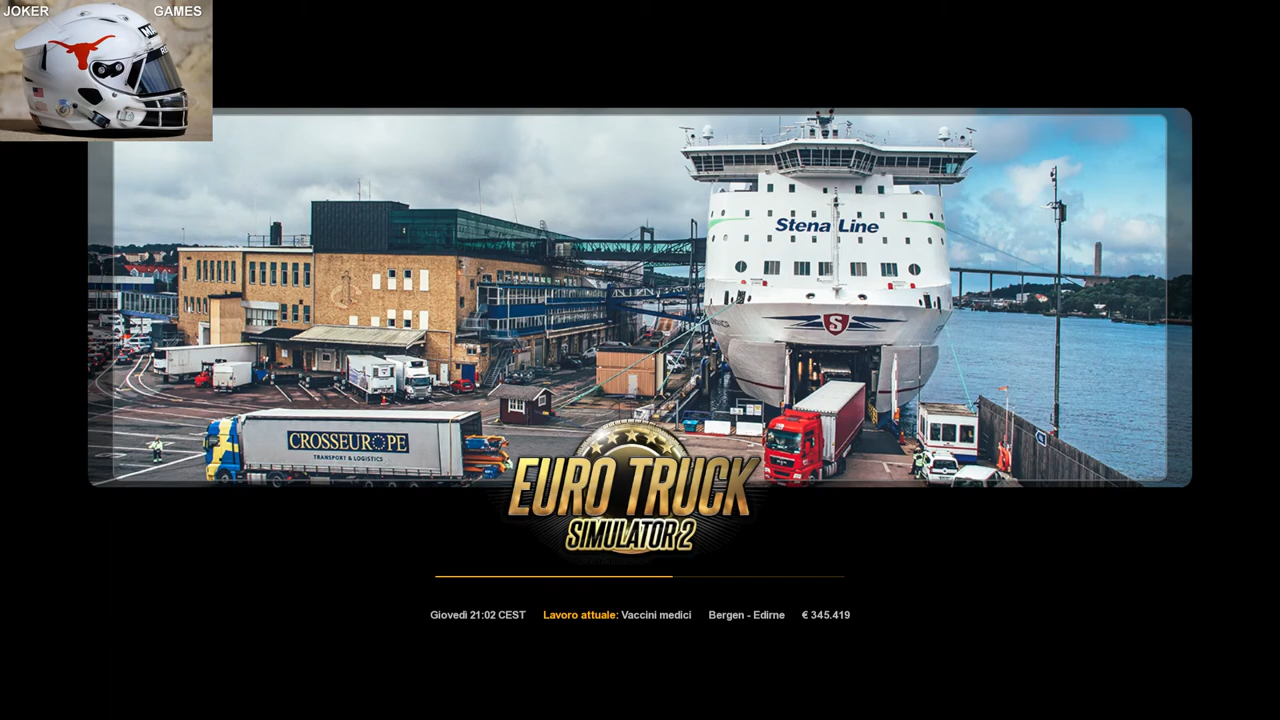 JOKER GAMES
Stena Line
S
CROSSEUROPE
TRANSPORT & LOGISTICS
EURO TRUCK
SIMULATOR 2
Giovedì 21:02 CEST Lavoro attuale: Vaccini medici Bergen - Edirne € 345.419